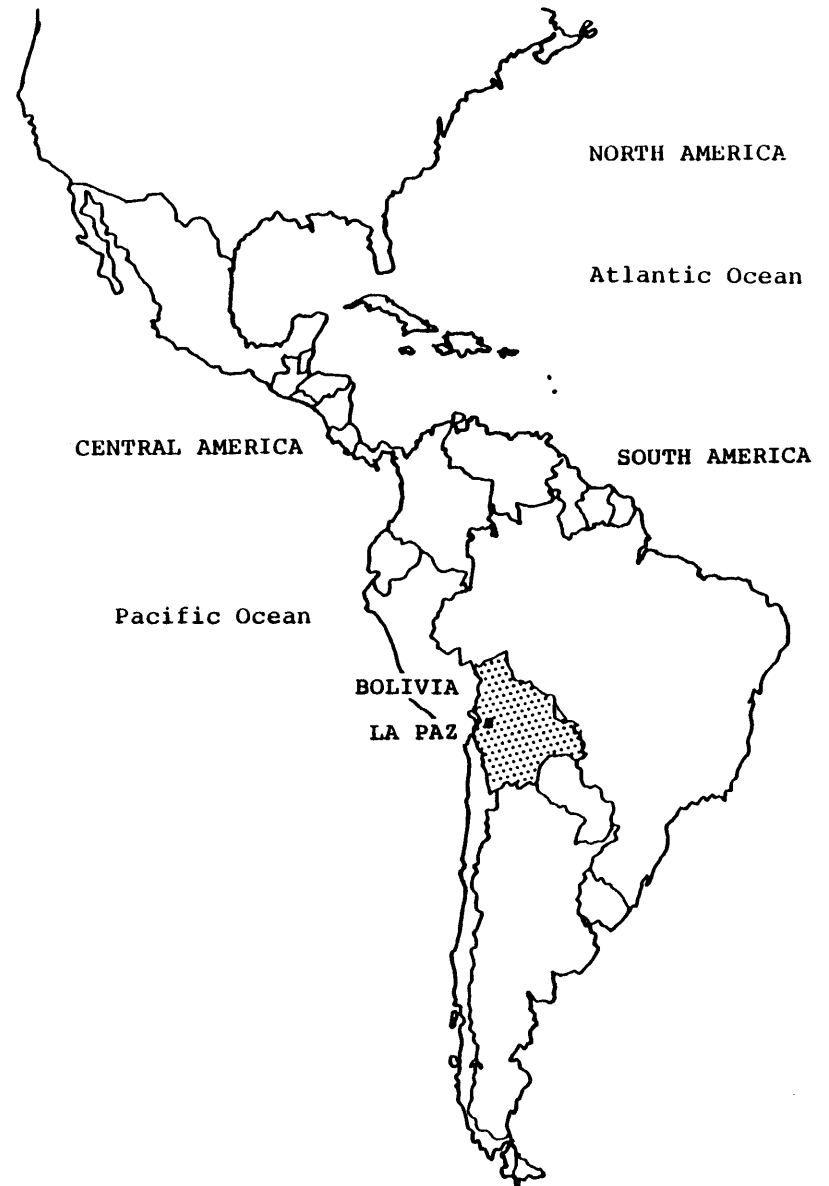 NORTH AMERICA
Atlantic Ocean
CENTRAL AMERICA
SOUTH AMERICA
Pacific Ocean
BOLIVIA
LA PAZ